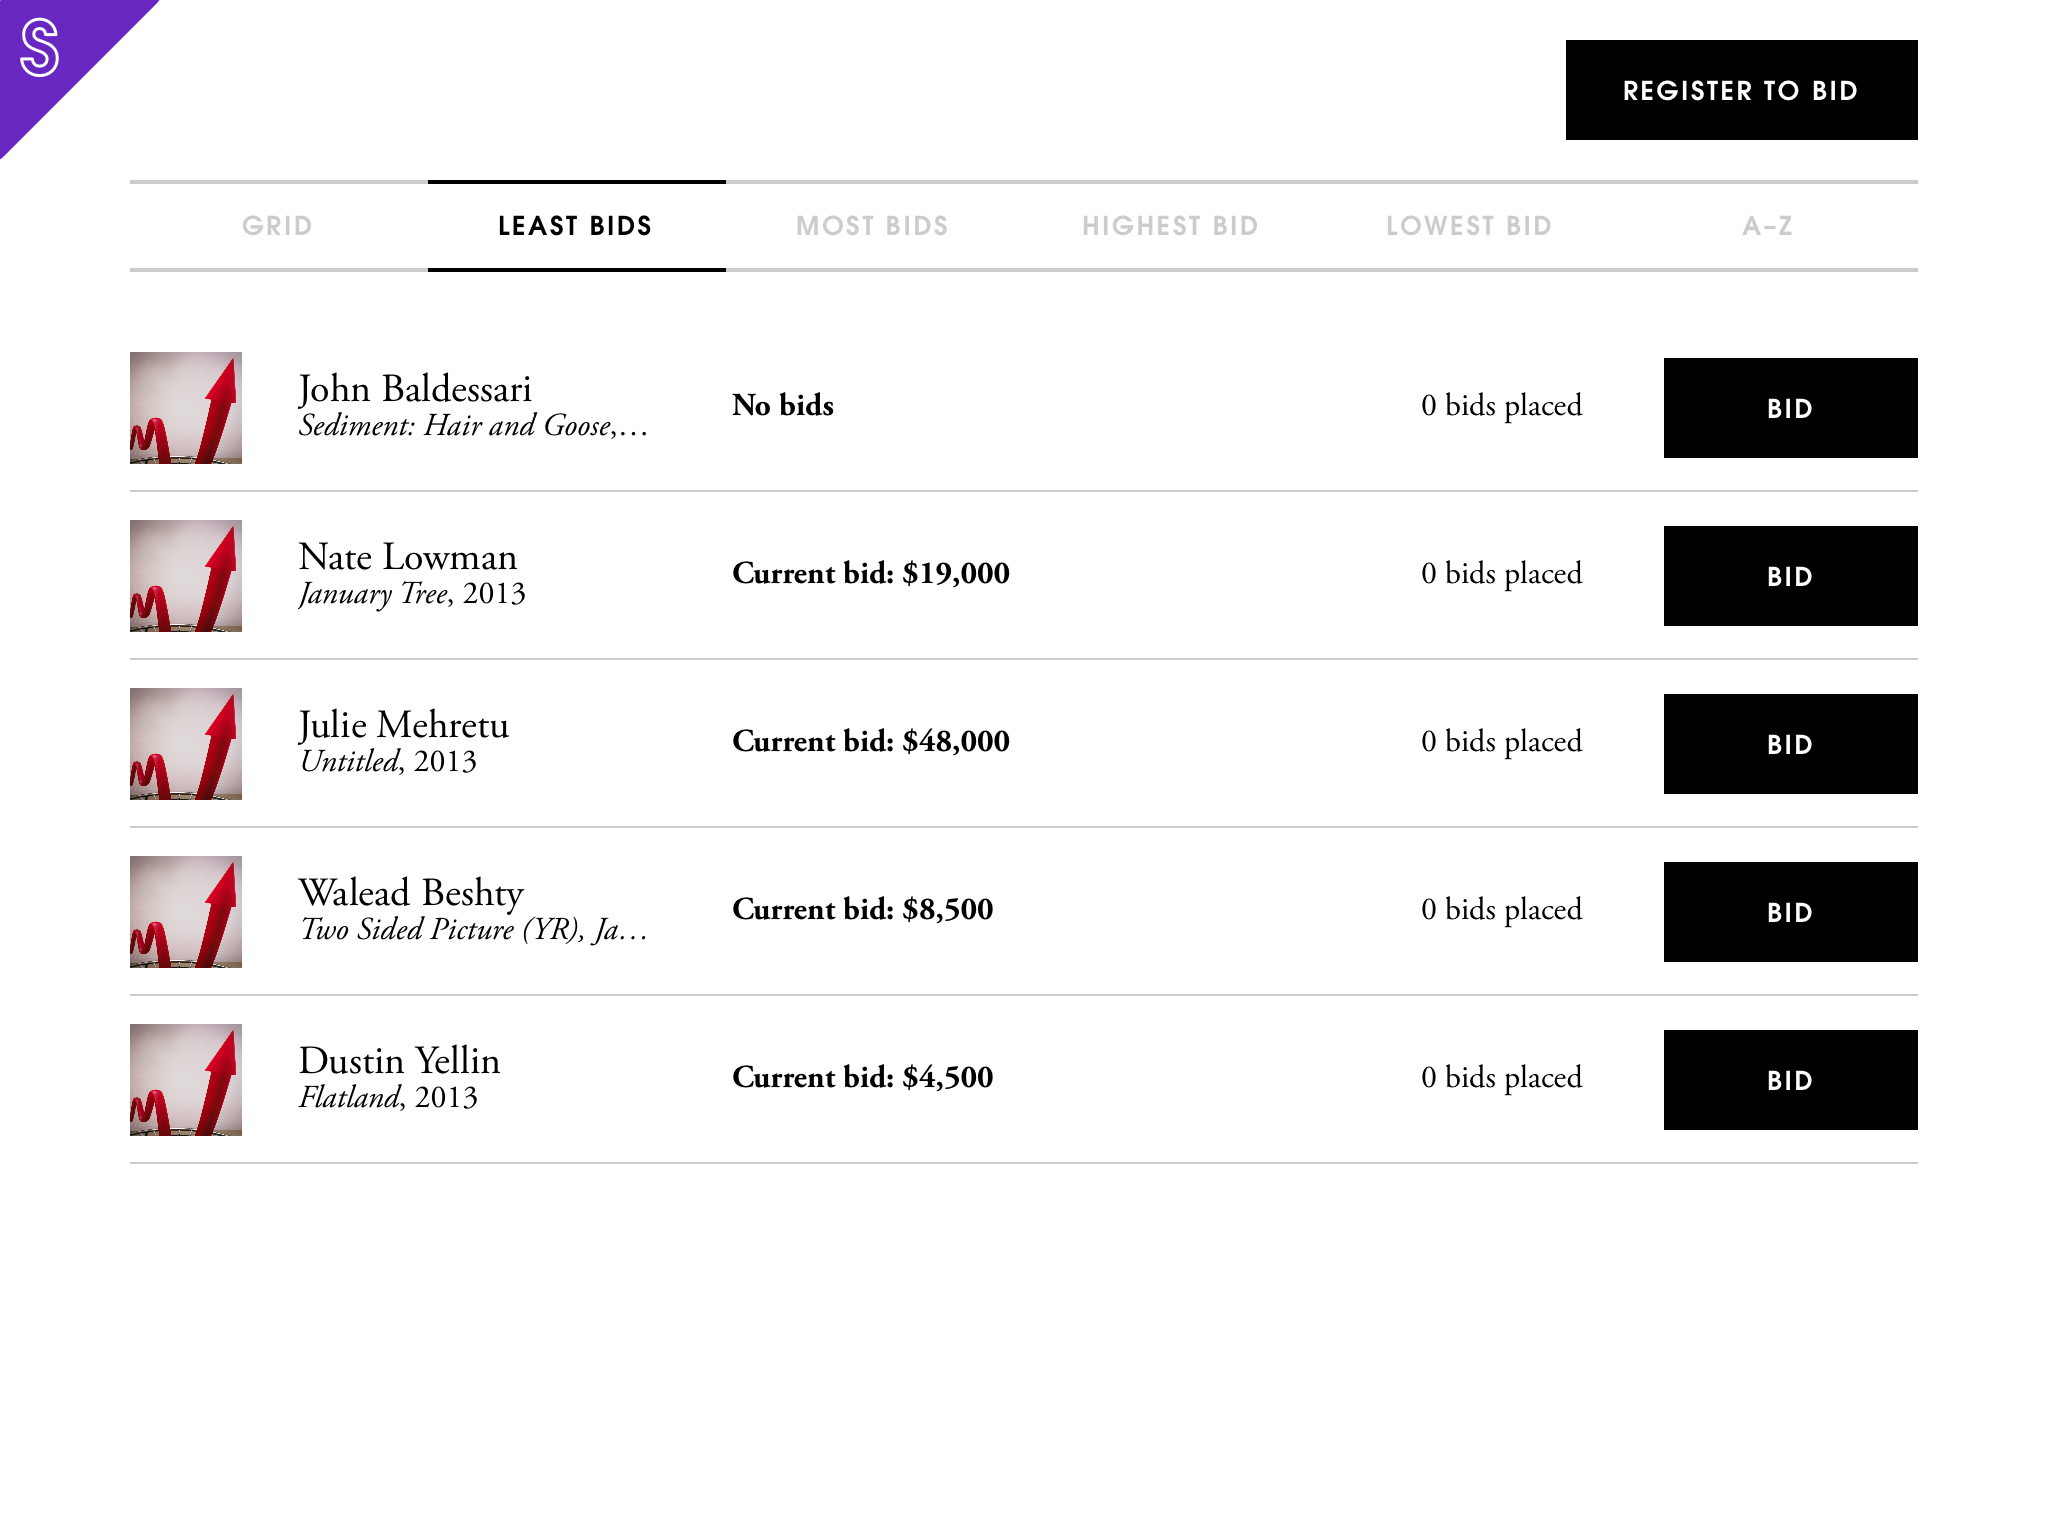 S
REGISTER TO BID
GRID LEAST BIDS MOST BIDS HIGHEST BID LOWEST BID A–Z
John Baldessari
Sediment: Hair and Goose,…
No bids
0 bids placed
BID
Nate Lowman
January Tree, 2013
Current bid: $19,000
0 bids placed
BID
Julie Mehretu
Untitled, 2013
Current bid: $48,000
0 bids placed
BID
Walead Beshty
Two Sided Picture (YR), Ja…
Current bid: $8,500
0 bids placed
BID
Dustin Yellin
Flatland, 2013
Current bid: $4,500
0 bids placed
BID